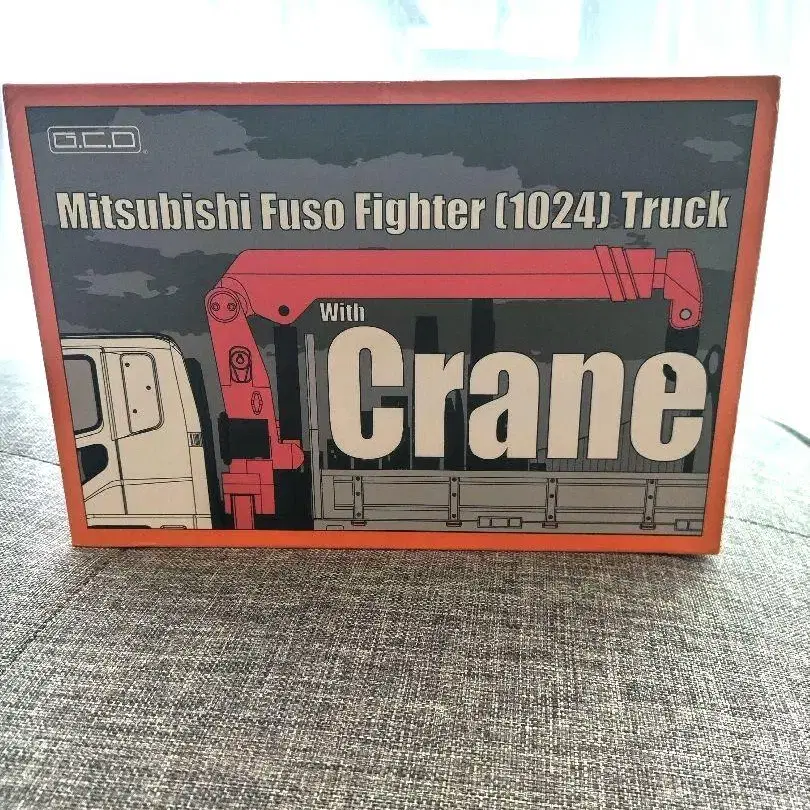 G.C.D
Mitsubishi Fuso Fighter (1024) Truck
With
Crane